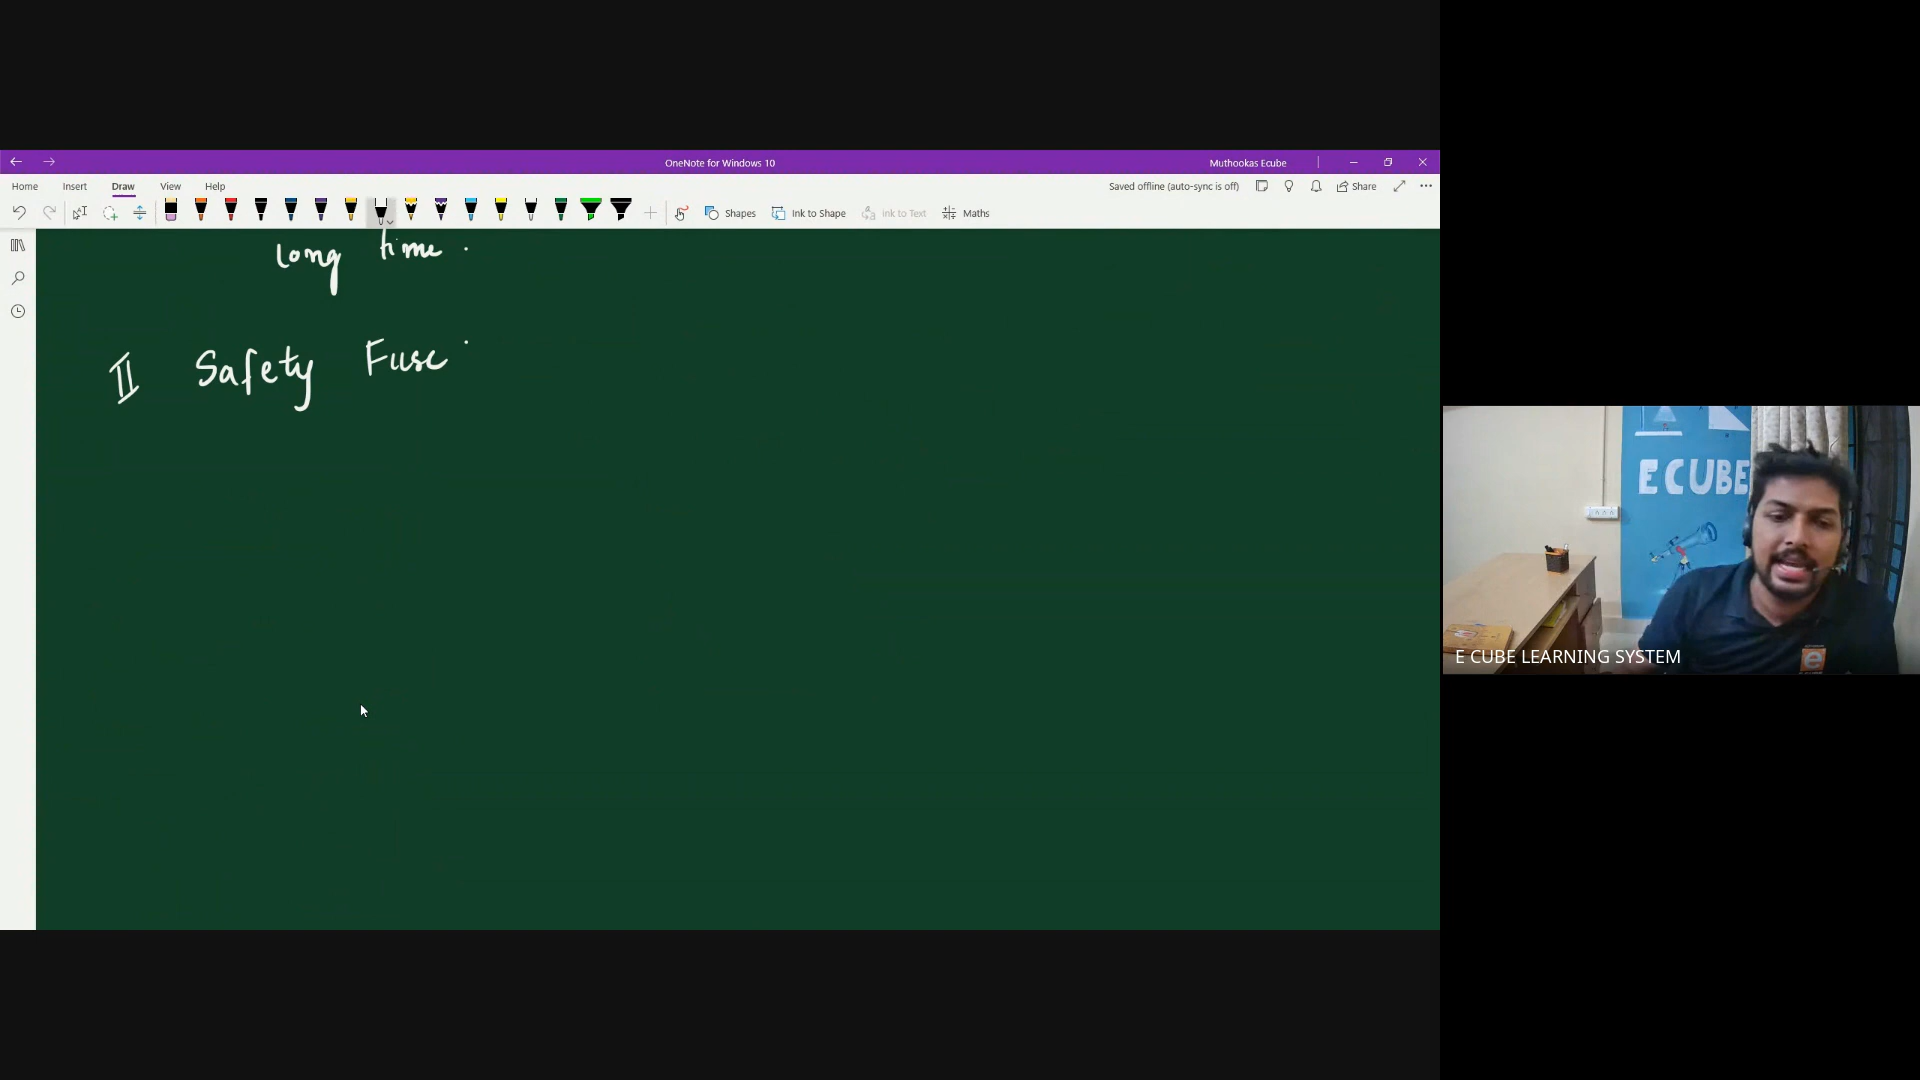 OneNote for Windows 10
Muthookas Ecube
Home Insert Draw View Help
Saved offline (auto-sync is off)
Share
Shapes
Ink to Shape
Ink to Text
Maths
long time.
II Safety Fuse.
E CUBE
E CUBE LEARNING SYSTEM